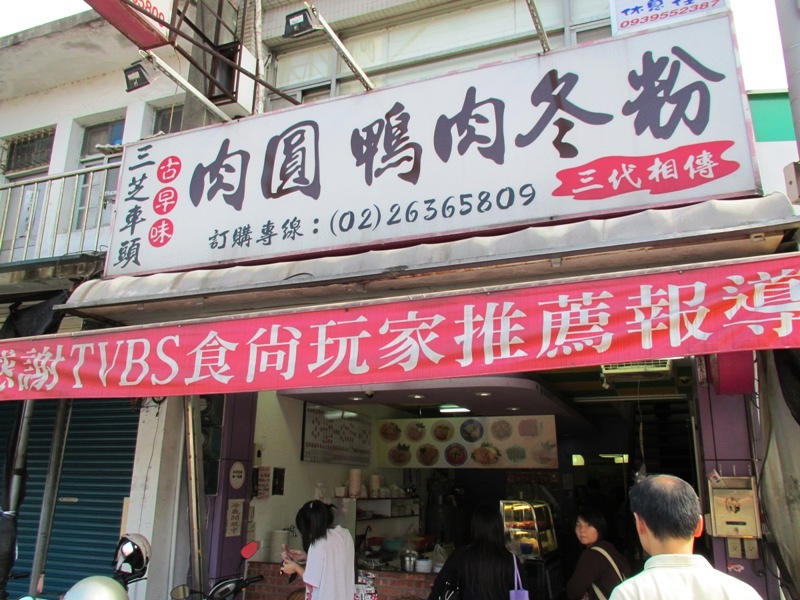 休息
0939552387
三芝車頭
古早味
肉圓 鴨肉冬粉
三代相傳
訂購專線：(02)26365809
感謝TVBS食尚玩家推薦報導